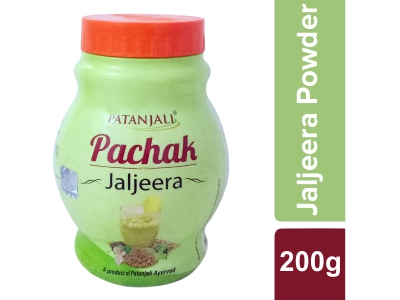 PATANJALI®
Pachak
Jaljeera
A product of Patanjali Ayurved
Jaljeera Powder
200g